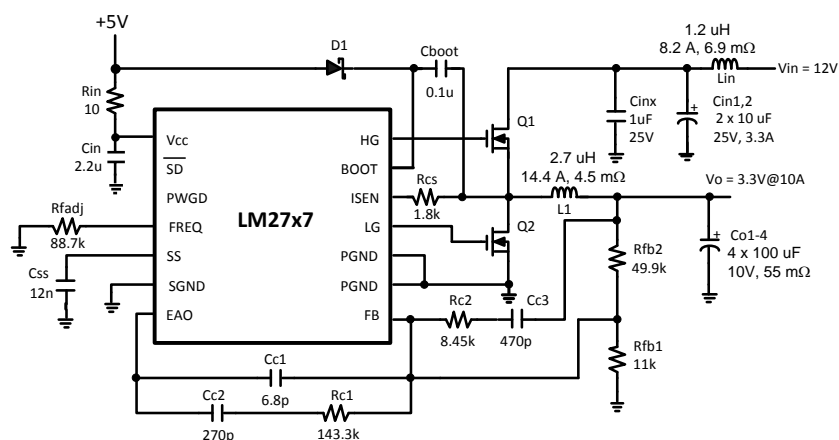 +5V
D1
Cboot
0.1u
1.2 uH
8.2 A, 6.9 mΩ
Lin
Vin = 12V
Rin
10
Cinx
1uF
25V
+
Cin1,2
2 x 10 uF
25V, 3.3A
Cin
2.2u
Vcc
SD
PWGD
FREQ
SS
SGND
EAO
LM27x7
HG
BOOT
ISEN
LG
PGND
PGND
FB
Q1
2.7 uH
14.4 A, 4.5 mΩ
L1
Vo = 3.3V@10A
Rcs
1.8k
Q2
Rfadj
88.7k
Css
12n
+
Co1-4
4 x 100 uF
10V, 55 mΩ
Rfb2
49.9k
Rc2
8.45k
Cc3
470p
Rfb1
11k
Cc1
6.8p
Cc2
270p
Rc1
143.3k